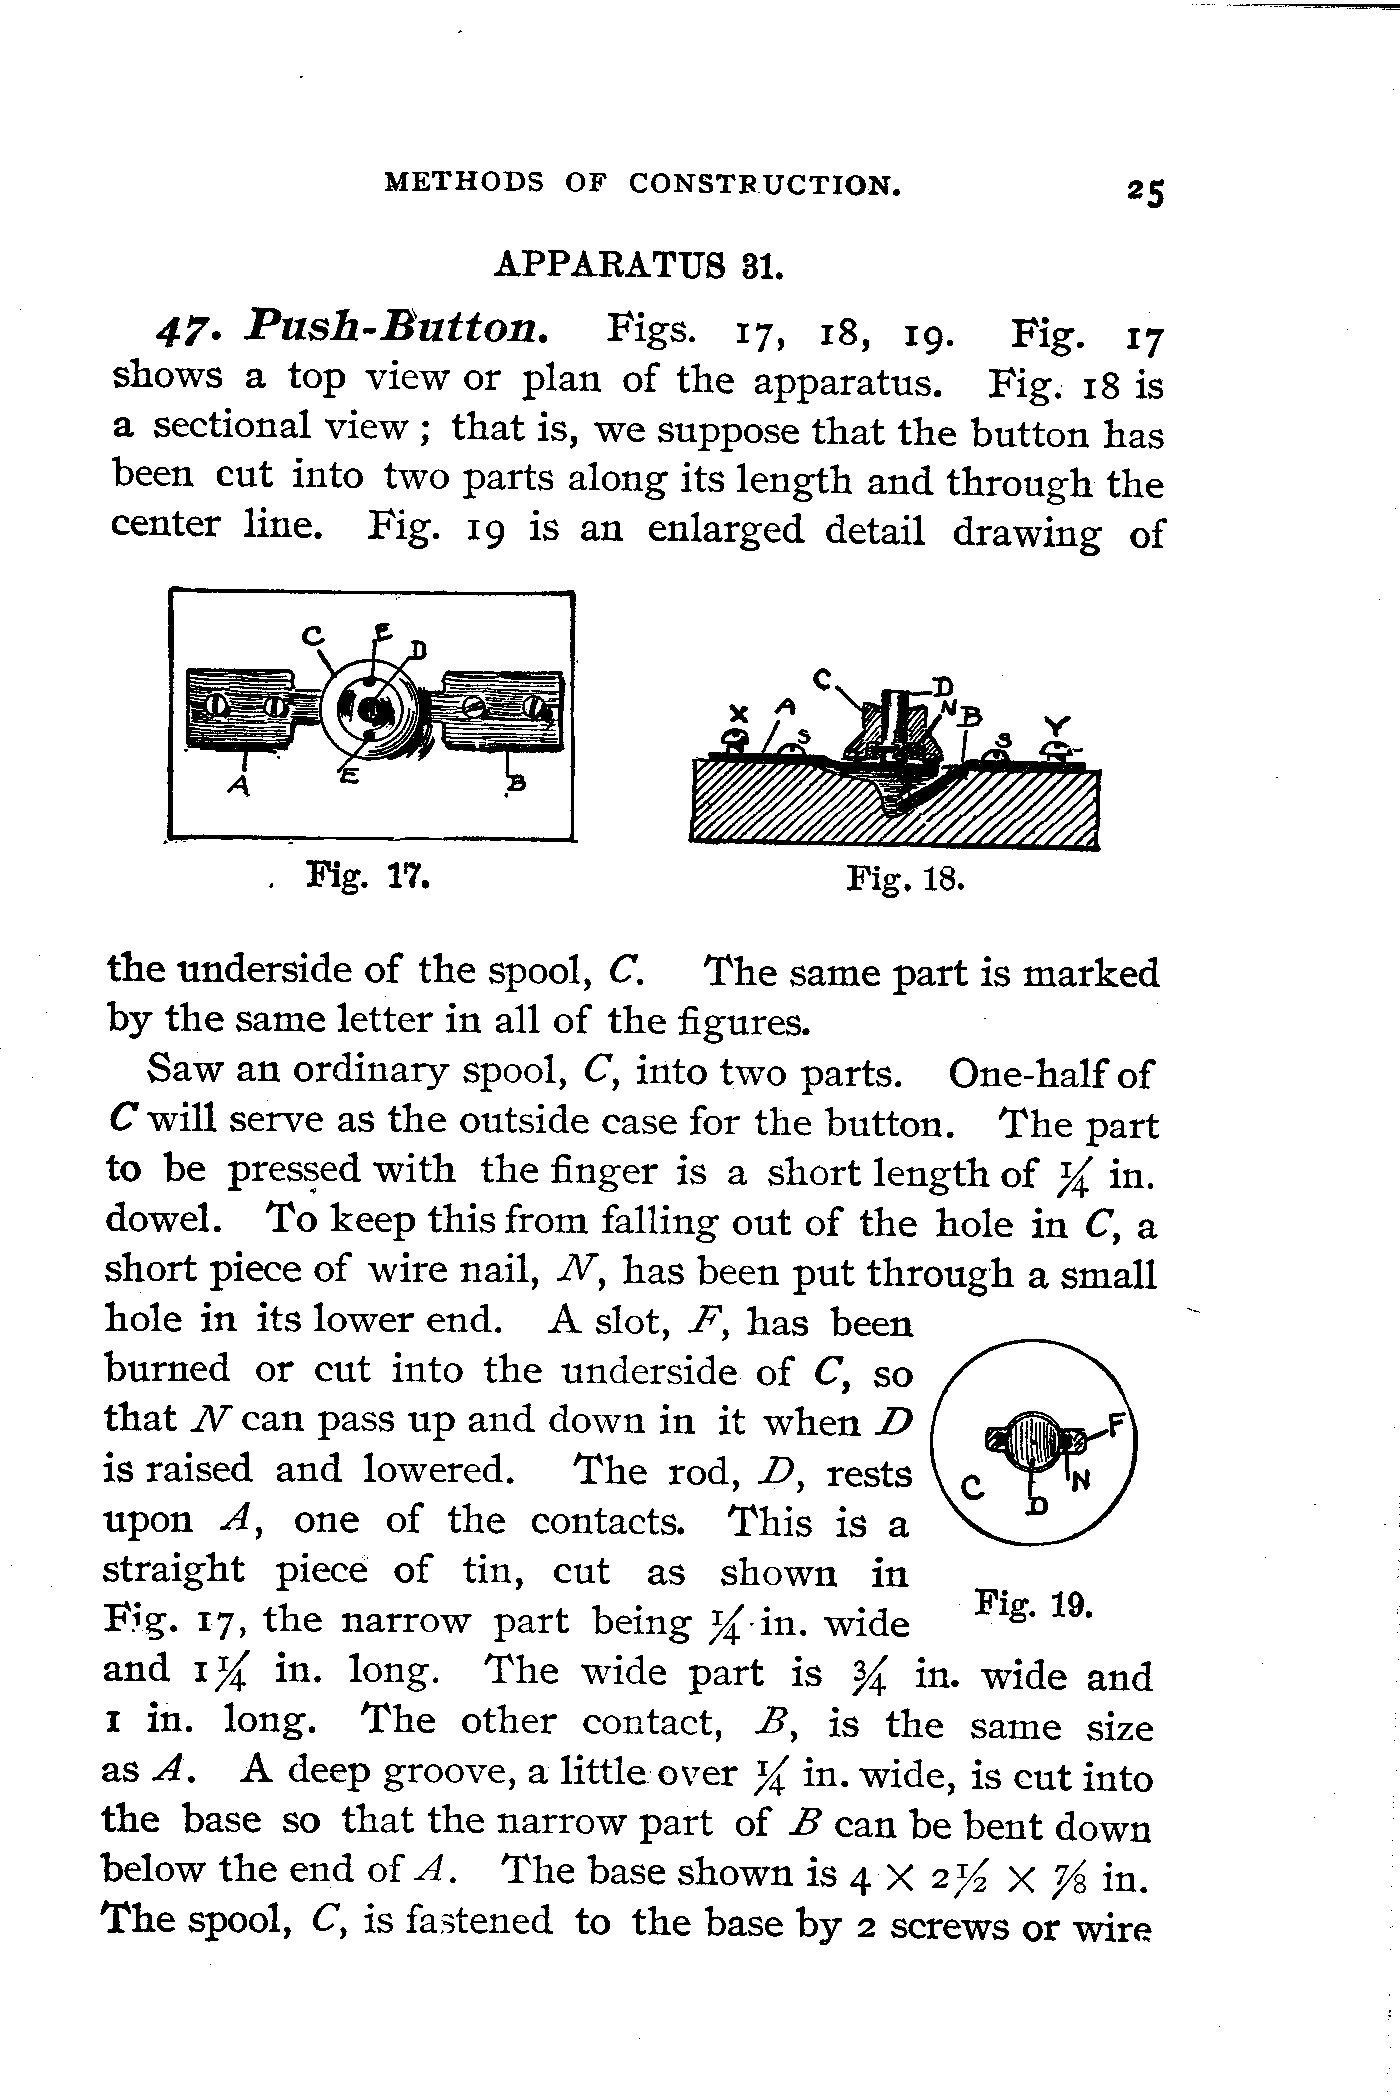 METHODS OF CONSTRUCTION. 25
APPARATUS 31.
47. Push-Button. Figs. 17, 18, 19. Fig. 17
shows a top view or plan of the apparatus. Fig. 18 is
a sectional view; that is, we suppose that the button has
been cut into two parts along its length and through the
center line. Fig. 19 is an enlarged detail drawing of
C E D
A E B
Fig. 17.
C D N
X A S B S Y
Fig. 18.
the underside of the spool, C. The same part is marked
by the same letter in all of the figures.
Saw an ordinary spool, C, into two parts. One-half of
C will serve as the outside case for the button. The part
to be pressed with the finger is a short length of ¼ in.
dowel. To keep this from falling out of the hole in C, a
short piece of wire nail, N, has been put through a small
hole in its lower end. A slot, F, has been
burned or cut into the underside of C, so
that N can pass up and down in it when D
is raised and lowered. The rod, D, rests
upon A, one of the contacts. This is a
straight piece of tin, cut as shown in
Fig. 17, the narrow part being ¼ in. wide
F
C D N
Fig. 19.
and 1¼ in. long. The wide part is ¾ in. wide and
1 in. long. The other contact, B, is the same size
as A. A deep groove, a little over ¼ in. wide, is cut into
the base so that the narrow part of B can be bent down
below the end of A. The base shown is 4 X 2½ X ⅞ in.
The spool, C, is fastened to the base by 2 screws or wire